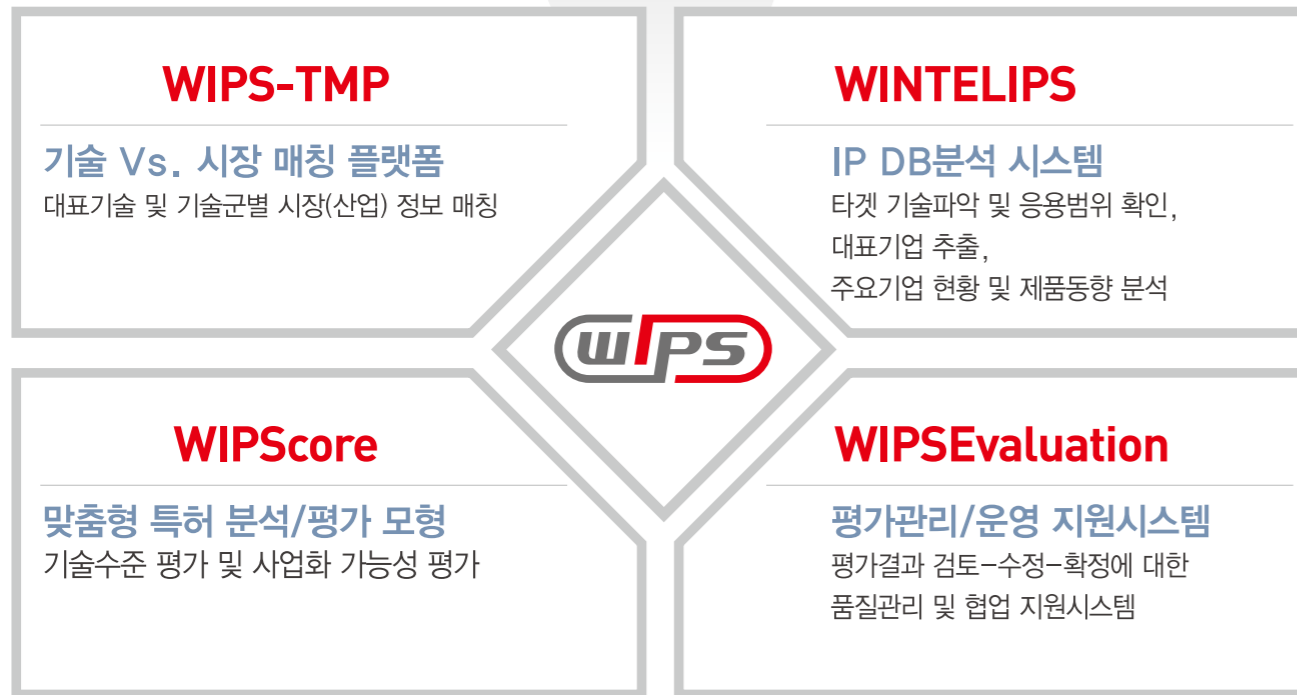 WIPS-TMP
기술 Vs. 시장 매칭 플랫폼
대표기술 및 기술군별 시장(산업) 정보 매칭
WINTELIPS
IP DB분석 시스템
타겟 기술파악 및 응용범위 확인,
대표기업 추출,
주요기업 현황 및 제품동향 분석
WIPS
WIPScore
맞춤형 특허 분석/평가 모형
기술수준 평가 및 사업화 가능성 평가
WIPSEvaluation
평가관리/운영 지원시스템
평가결과 검토-수정-확정에 대한
품질관리 및 협업 지원시스템